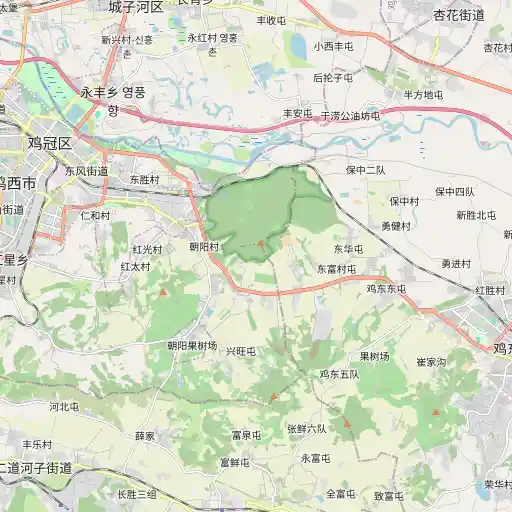 城子河区
长青乡
杏花街道
丰收屯
新兴村·신흥
촌
永红村 영홍
촌
小西丰屯
杏花村
后抡子屯
永丰乡 영풍
향
半方地屯
丰安屯
于涝公油坊屯
鸡冠区
东风街道
保中二队
鸡西市
东胜村
保中四队
保中村
仁和村
新胜北屯
勇健村
红光村
朝阳村
东华屯
红星乡
红太村
东富村屯
勇进村
鸡东东屯
红胜村
朝阳果树场
兴旺屯
果树场
崔家沟
鸡东五队
河北屯
薛家
富泉屯
张鲜六队
丰乐村
二道河子街道
富鲜屯
永富屯
荣华村
长胜三组
全富屯
致富屯